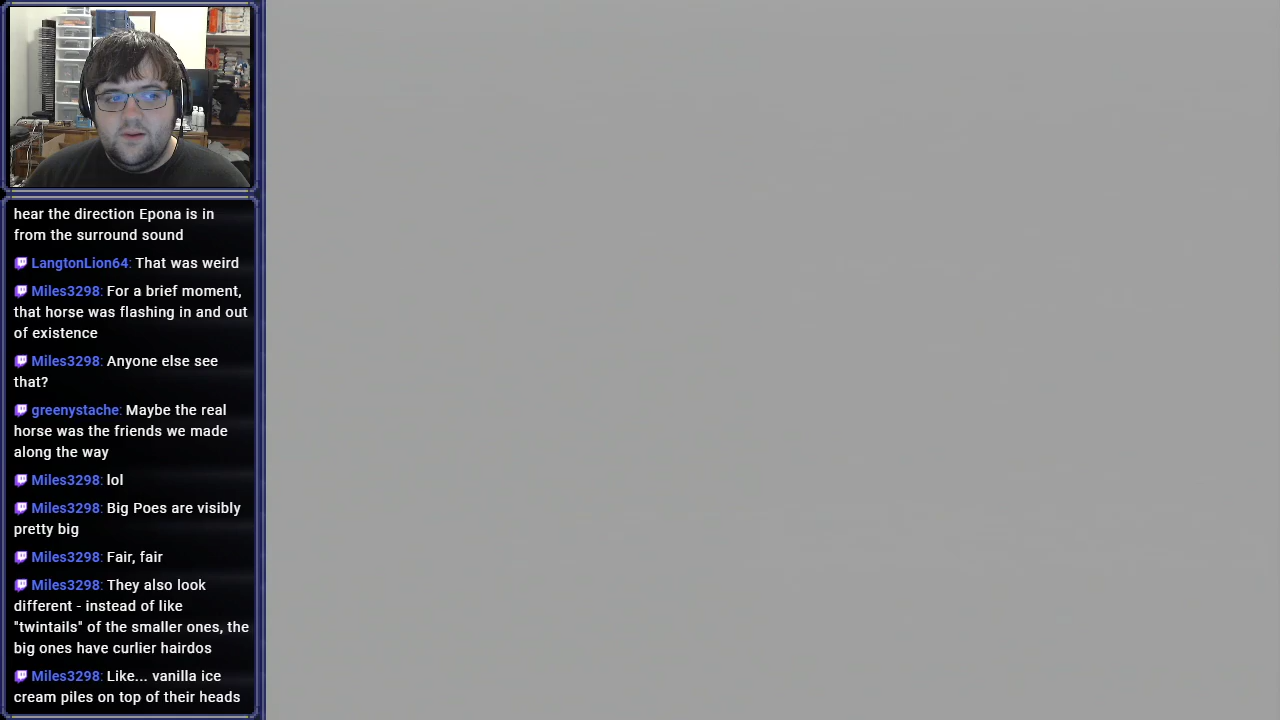 hear the direction Epona is in
from the surround sound
LangtonLion64: That was weird
Miles3298: For a brief moment,
that horse was flashing in and out
of existence
Miles3298: Anyone else see
that?
greenystache: Maybe the real
horse was the friends we made
along the way
Miles3298: lol
Miles3298: Big Poes are visibly
pretty big
Miles3298: Fair, fair
Miles3298: They also look
different - instead of like
"twintails" of the smaller ones, the
big ones have curlier hairdos
Miles3298: Like... vanilla ice
cream piles on top of their heads